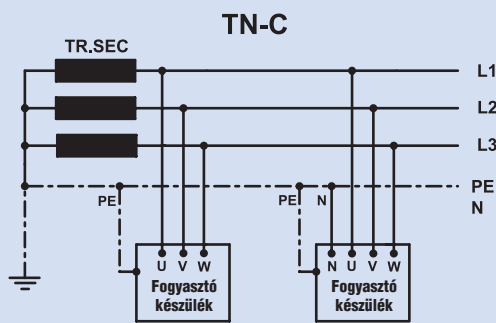 TN-C
TR.SEC
L1
L2
L3
PE
N
PE
PE
N
U V W
N U V W
Fogyasztó
készülék
Fogyasztó
készülék